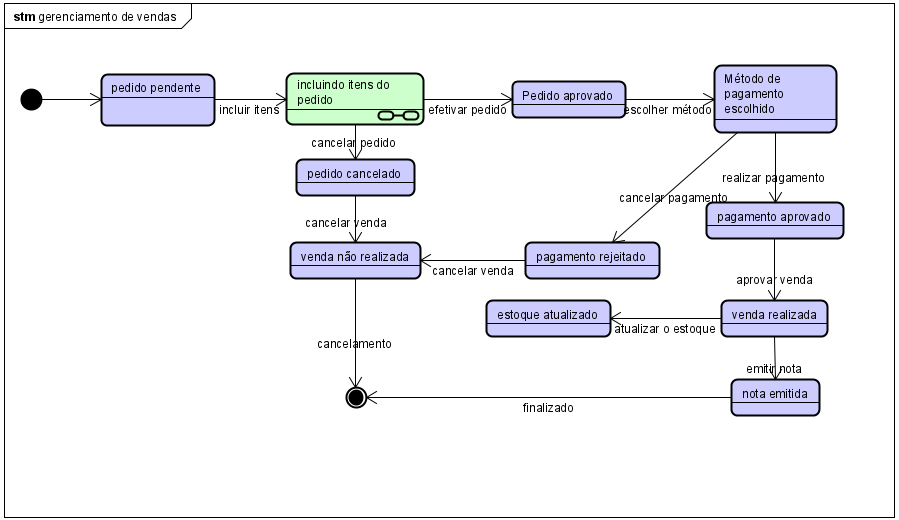 stm gerenciamento de vendas
pedido pendente
incluir itens
incluindo itens do
pedido
efetivar pedido
Pedido aprovado
escolher método
Método de
pagamento
escolhido
cancelar pedido
pedido cancelado
cancelar pagamento
realizar pagamento
pagamento aprovado
cancelar venda
venda não realizada
cancelar venda
pagamento rejeitado
aprovar venda
estoque atualizado
atualizar o estoque
venda realizada
cancelamento
emitir nota
nota emitida
finalizado